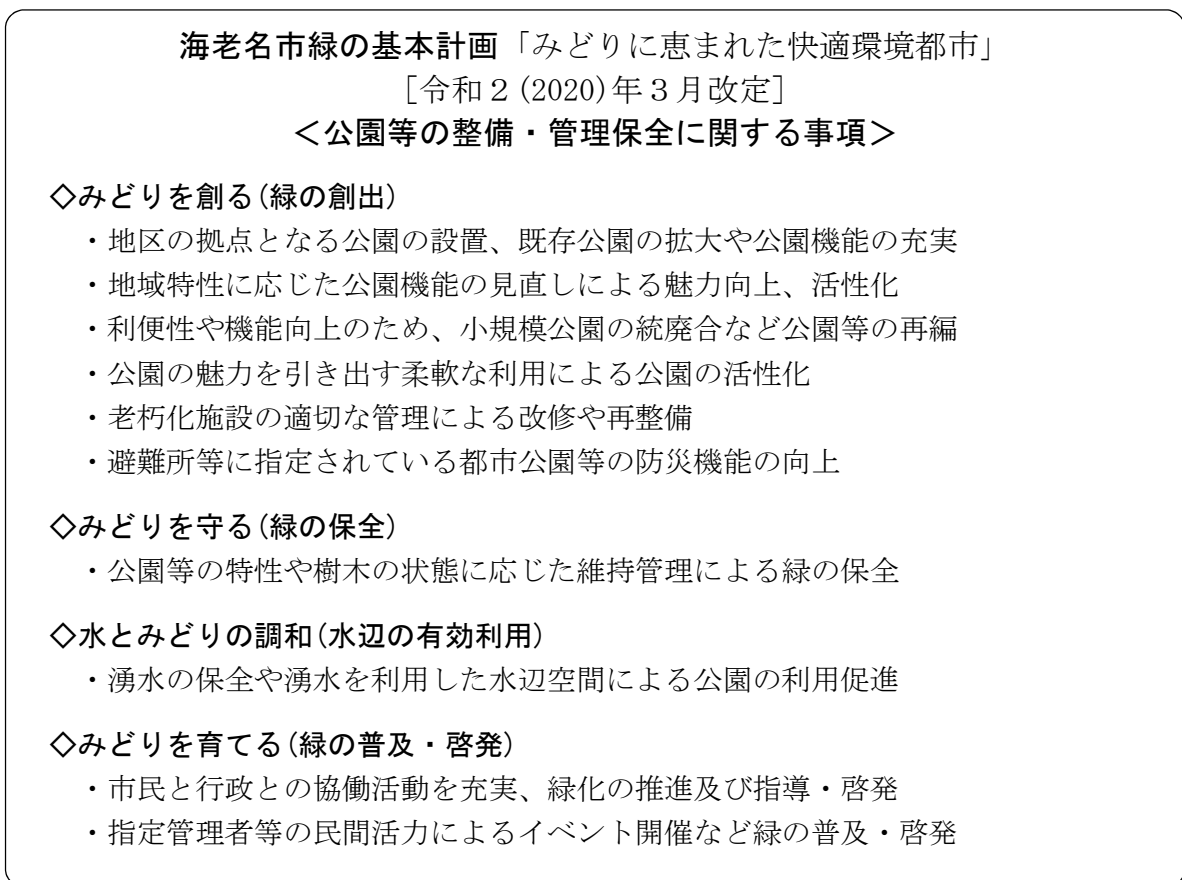 海老名市緑の基本計画「みどりに恵まれた快適環境都市」
［令和２(2020)年３月改定］
＜公園等の整備・管理保全に関する事項＞
◇みどりを創る(緑の創出)
・地区の拠点となる公園の設置、既存公園の拡大や公園機能の充実
・地域特性に応じた公園機能の見直しによる魅力向上、活性化
・利便性や機能向上のため、小規模公園の統廃合など公園等の再編
・公園の魅力を引き出す柔軟な利用による公園の活性化
・老朽化施設の適切な管理による改修や再整備
・避難所等に指定されている都市公園等の防災機能の向上
◇みどりを守る(緑の保全)
・公園等の特性や樹木の状態に応じた維持管理による緑の保全
◇水とみどりの調和(水辺の有効利用)
・湧水の保全や湧水を利用した水辺空間による公園の利用促進
◇みどりを育てる(緑の普及・啓発)
・市民と行政との協働活動を充実、緑化の推進及び指導・啓発
・指定管理者等の民間活力によるイベント開催など緑の普及・啓発